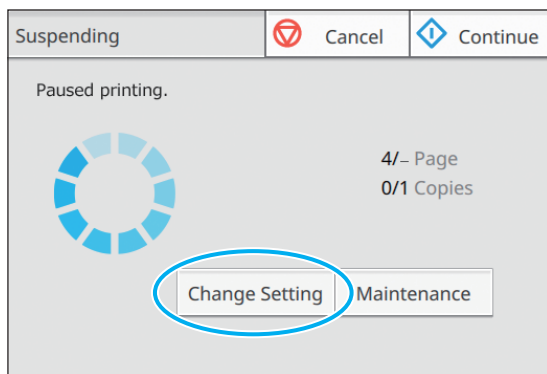 Suspending
Cancel
Continue
Paused printing.
4/– Page
0/1 Copies
Change Setting
Maintenance